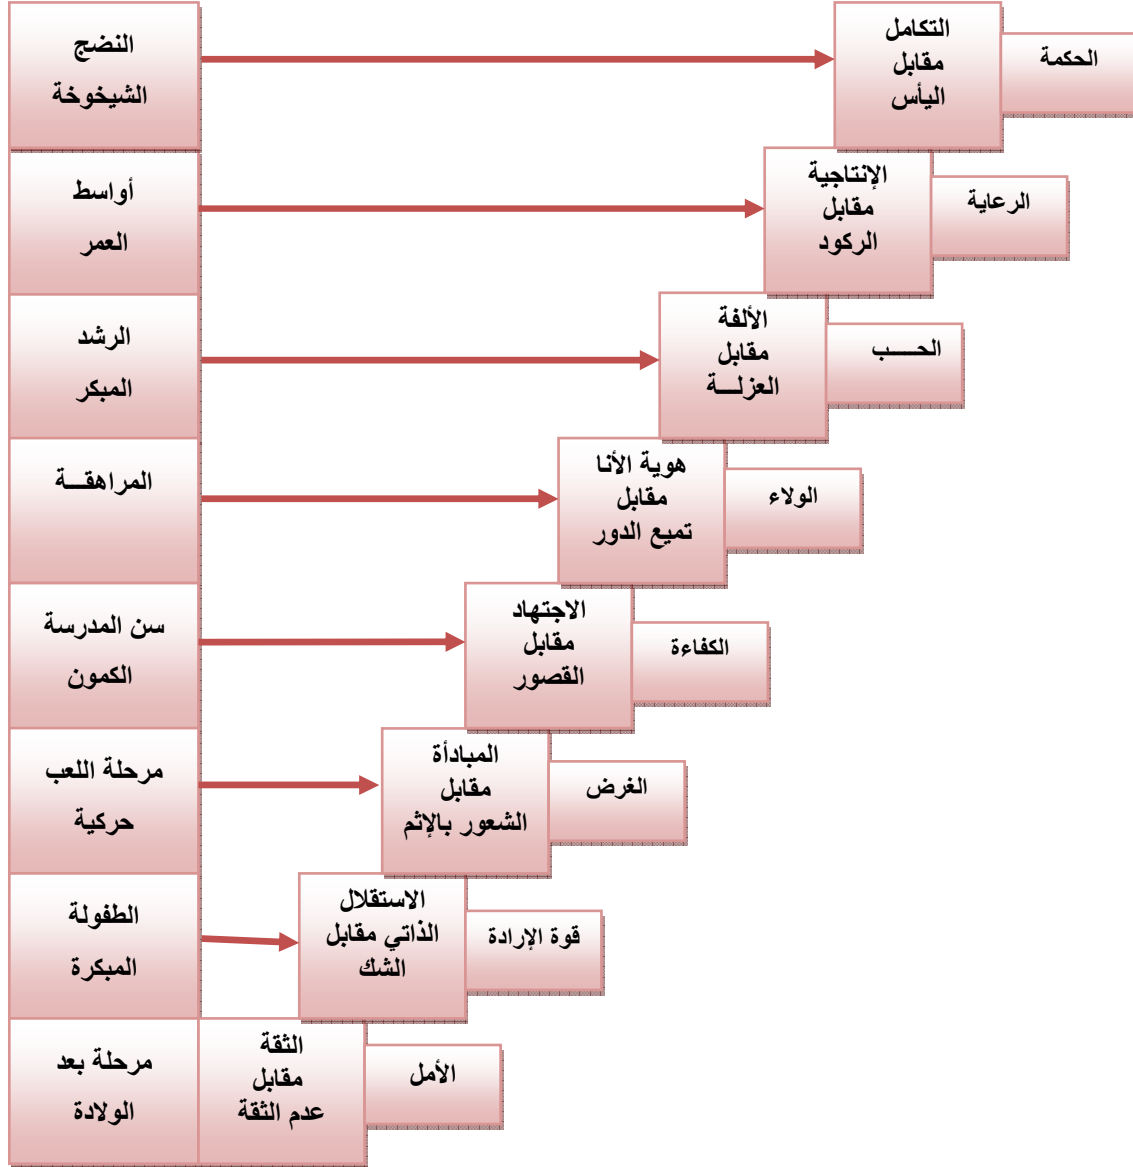 النضج
الشيخوخة
التكامل
مقابل
اليأس
الحكمة
أواسط
العمر
الإنتاجية
مقابل
الركود
الرعاية
الرشد
المبكر
الألفة
مقابل
العزلـــة
الحـــــب
المراهقـــة
هوية الأنا
مقابل
تميع الدور
الولاء
سن المدرسة
الكمون
الاجتهاد
مقابل
القصور
الكفاءة
مرحلة اللعب
حركية
المبادأة
مقابل
الشعور بالإثم
الغرض
الطفولة
المبكرة
الاستقلال
الذاتي مقابل
الشك
قوة الإرادة
مرحلة بعد
الولادة
الثقة
مقابل
عدم الثقة
الأمل